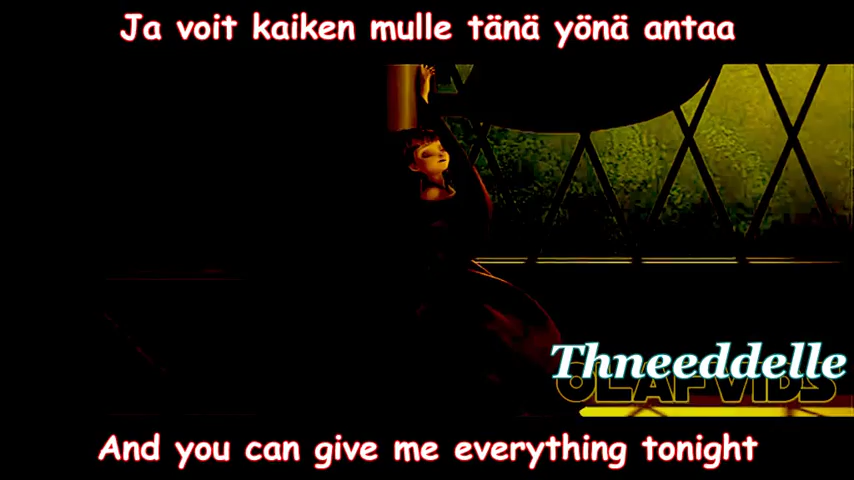 Ja voit kaiken mulle tänä yönä antaa
Thneeddelle
OLAFVIDS
And you can give me everything tonight